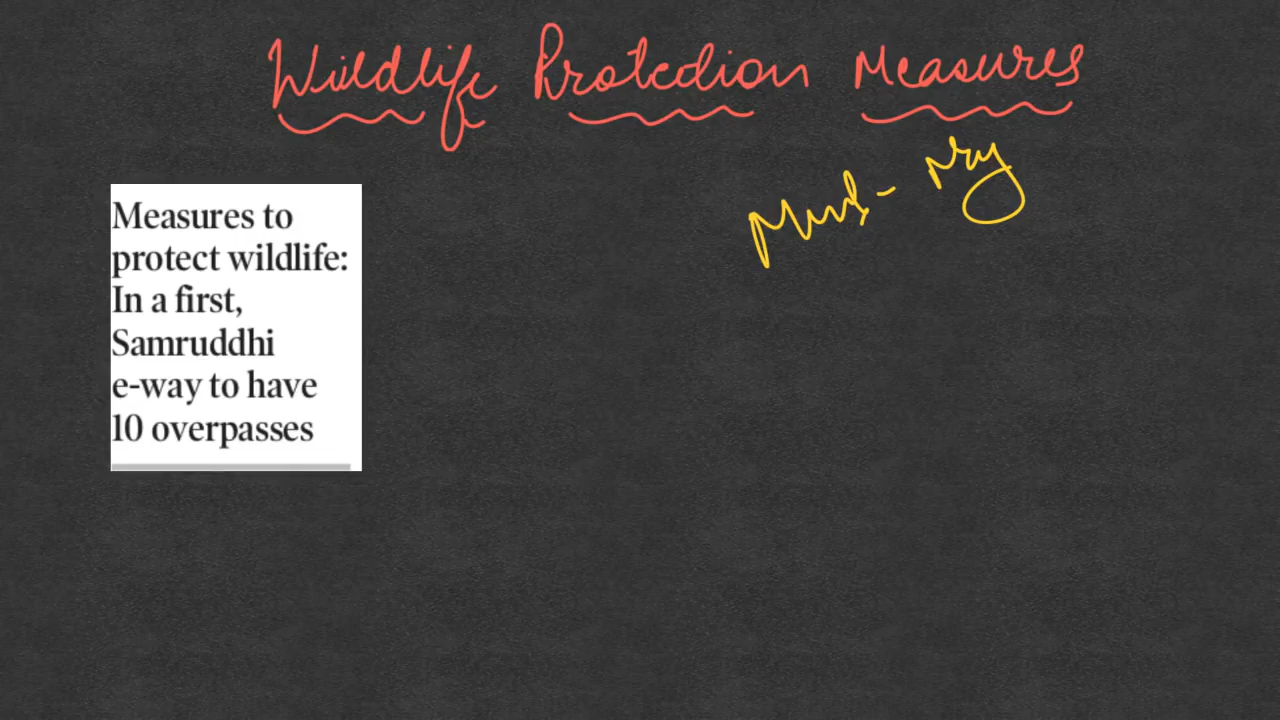 Wildlife Protection Measures
Measures to
protect wildlife:
In a first,
Samruddhi
e-way to have
10 overpasses